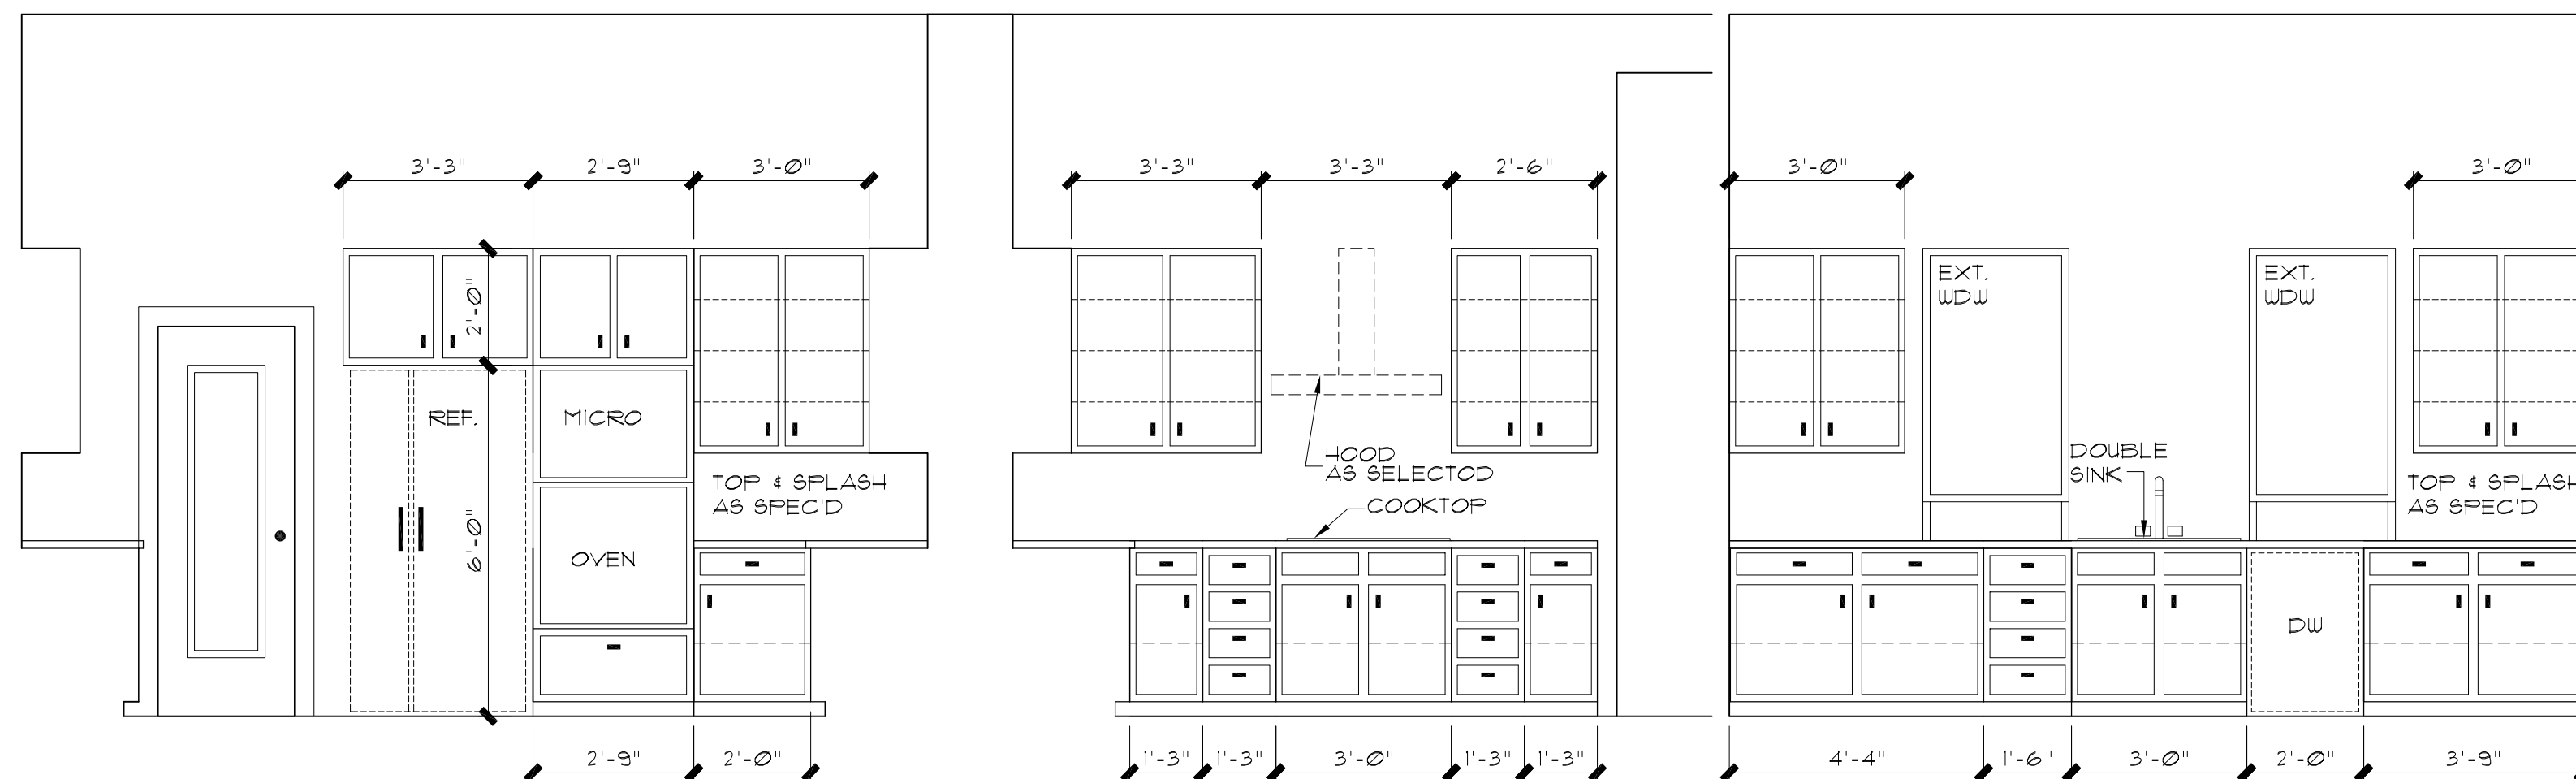 3'-3" 2'-9" 3'-0" 3'-3" 3'-3" 2'-6" 3'-0" 3'-0"
2'-0"
EXT.
WDW
EXT.
WDW
REF.
MICRO
6'-0"
OVEN
TOP & SPLASH
AS SPEC'D
HOOD
AS SELECTOD
COOKTOP
DOUBLE
SINK
TOP & SPLASH
AS SPEC'D
DW
2'-9" 2'-0" 1'-3" 1'-3" 3'-0" 1'-3" 1'-3" 4'-4" 1'-6" 3'-0" 2'-0" 3'-9"